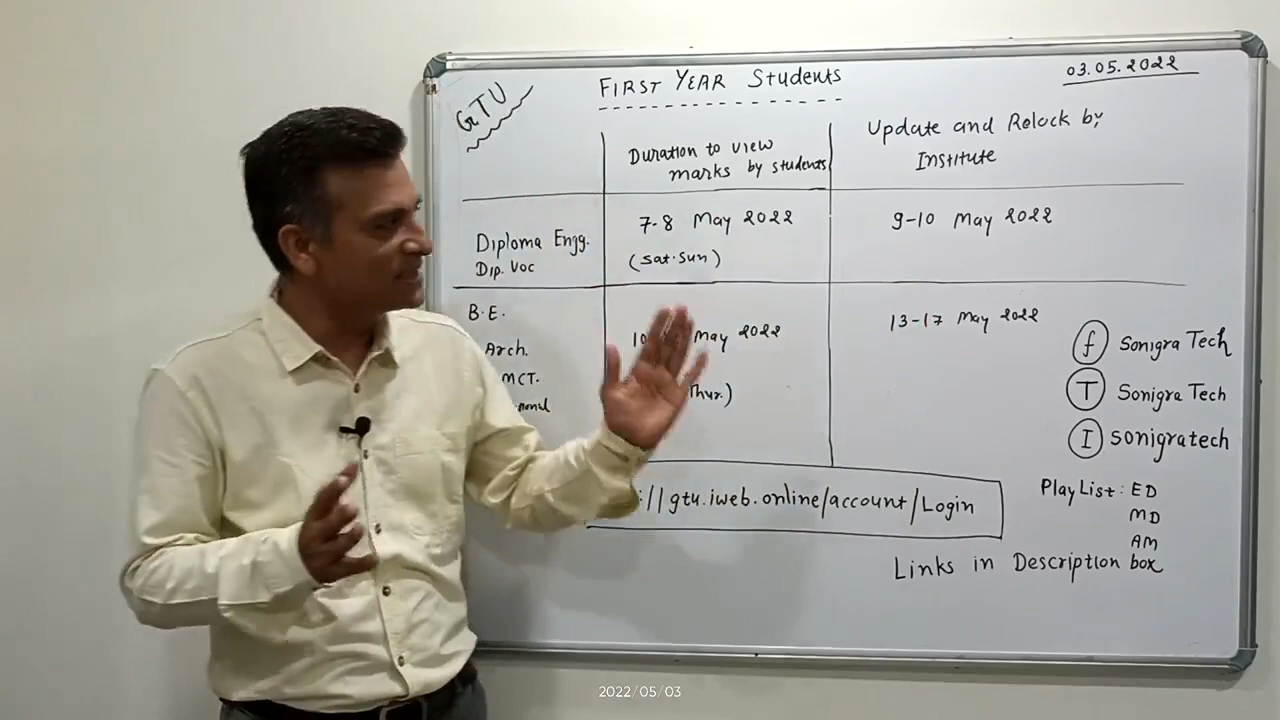 GTU
FIRST YEAR Students
03.05.2022
Duration to view
marks by students
Update and Relock by
Institute
Diploma Engg.
Dip. Voc
7-8 May 2022
(Sat-Sun)
9-10 May 2022
B.E.
Arch.
MCT.
10
May 2022
Thur.)
13-17 May 2022
f Sonigra Tech
T Sonigra Tech
I sonigratech
://gtu.iweb.online/account/Login
PlayList: ED
MD
AM
Links in Description box
2022/05/03